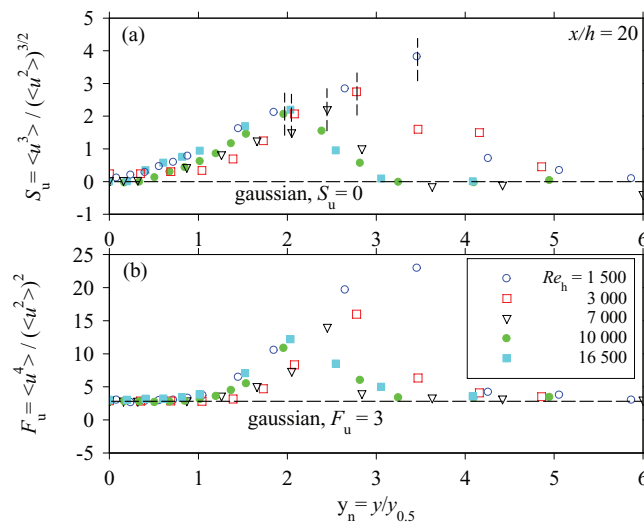 (a)
x/h = 20
5
4
3
2
1
0
-1
S_u = <u^3> / (<u^2>)^{3/2}
gaussian, S_u = 0
0 1 2 3 4 5 6
(b)
25
20
15
10
5
0
-5
F_u = <u^4> / (<u^2>)^2
Re_h = 1 500
3 000
7 000
10 000
16 500
gaussian, F_u = 3
0 1 2 3 4 5 6
y_n = y/y_{0.5}